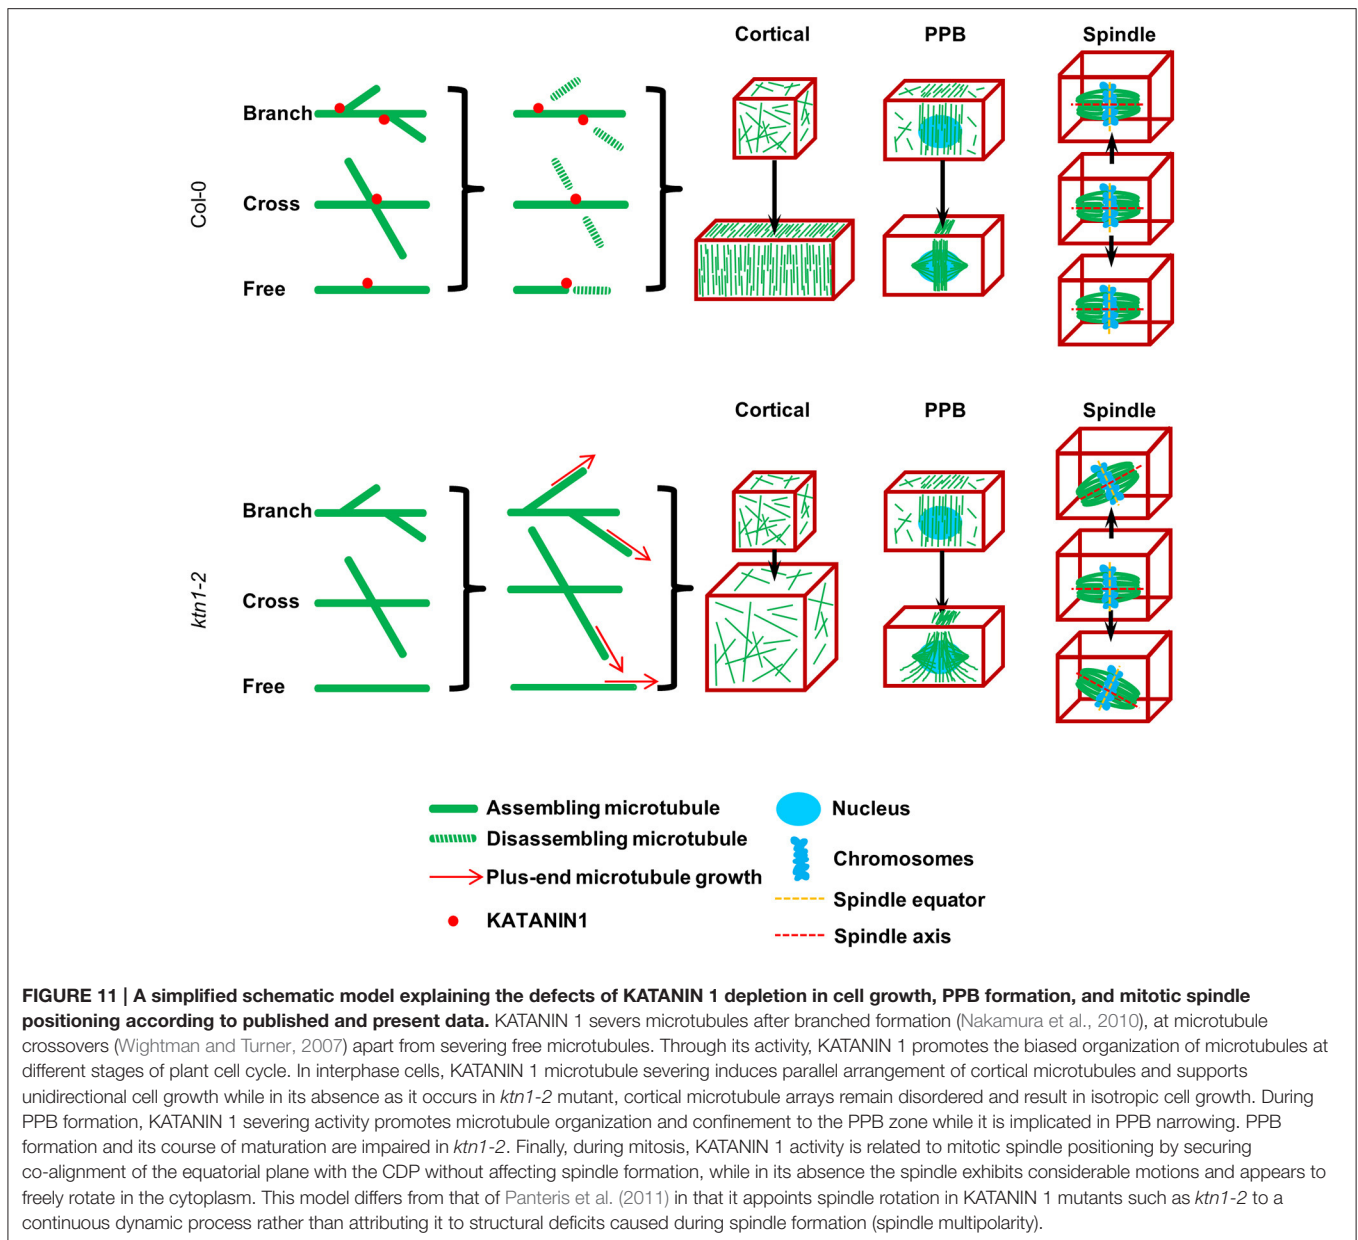 Cortical PPB Spindle
Col-0
Branch
Cross
Free
Cortical PPB Spindle
ktn1-2
Branch
Cross
Free
Assembling microtubule
Disassembling microtubule
Plus-end microtubule growth
KATANIN1
Nucleus
Chromosomes
Spindle equator
Spindle axis
FIGURE 11 | A simplified schematic model explaining the defects of KATANIN 1 depletion in cell growth, PPB formation, and mitotic spindle
positioning according to published and present data. KATANIN 1 severs microtubules after branched formation (Nakamura et al., 2010), at microtubule
crossovers (Wightman and Turner, 2007) apart from severing free microtubules. Through its activity, KATANIN 1 promotes the biased organization of microtubules at
different stages of plant cell cycle. In interphase cells, KATANIN 1 microtubule severing induces parallel arrangement of cortical microtubules and supports
unidirectional cell growth while in its absence as it occurs in ktn1-2 mutant, cortical microtubule arrays remain disordered and result in isotropic cell growth. During
PPB formation, KATANIN 1 severing activity promotes microtubule organization and confinement to the PPB zone while it is implicated in PPB narrowing. PPB
formation and its course of maturation are impaired in ktn1-2. Finally, during mitosis, KATANIN 1 activity is related to mitotic spindle positioning by securing
co-alignment of the equatorial plane with the CDP without affecting spindle formation, while in its absence the spindle exhibits considerable motions and appears to
freely rotate in the cytoplasm. This model differs from that of Panteris et al. (2011) in that it appoints spindle rotation in KATANIN 1 mutants such as ktn1-2 to a
continuous dynamic process rather than attributing it to structural deficits caused during spindle formation (spindle multipolarity).